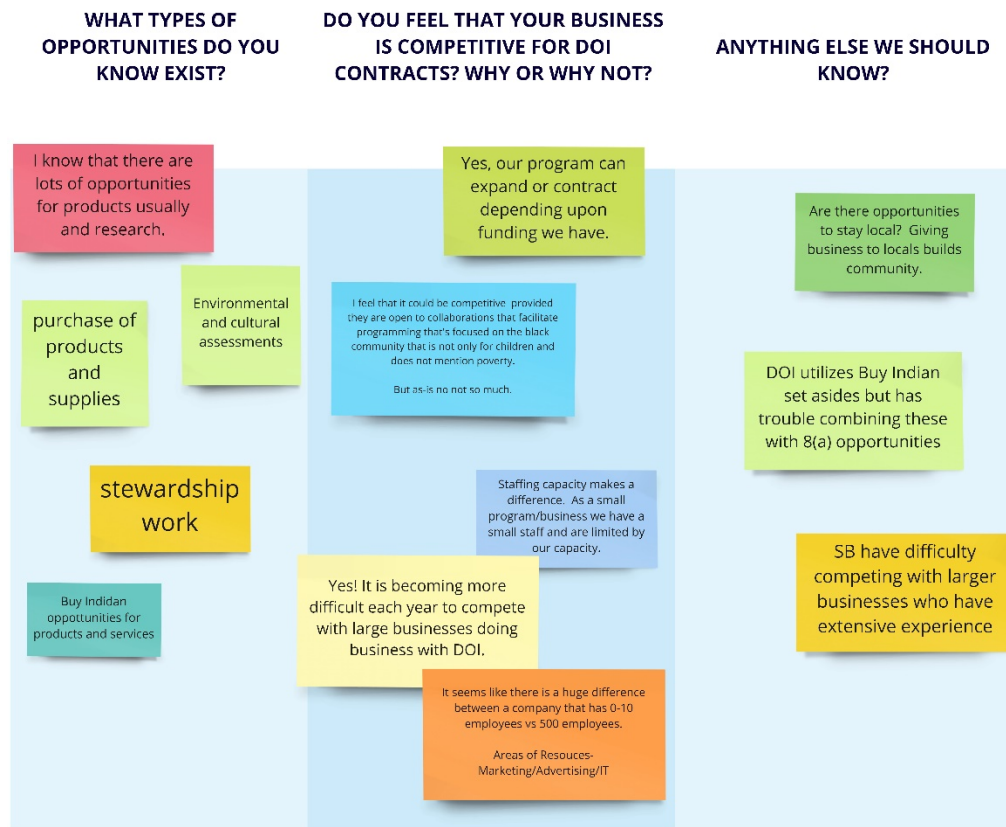 WHAT TYPES OF
OPPORTUNITIES DO YOU
KNOW EXIST?
I know that there are
lots of opportunities
for products usually
and research.
Environmental
and cultural
assessments
purchase of
products
and
supplies
stewardship
work
Buy Indidan
oppottunities for
products and services
DO YOU FEEL THAT YOUR BUSINESS
IS COMPETITIVE FOR DOI
CONTRACTS? WHY OR WHY NOT?
Yes, our program can
expand or contract
depending upon
funding we have.
I feel that it could be competitive provided
they are open to collaborations that facilitate
programming that's focused on the black
community that is not only for children and
does not mention poverty.
But as-is no not so much.
Staffing capacity makes a
difference. As a small
program/business we have a
small staff and are limited by
our capacity.
Yes! It is becoming more
difficult each year to compete
with large businesses doing
business with DOI.
It seems like there is a huge difference
between a company that has 0-10
employees vs 500 employees.
Areas of Resouces-
Marketing/Advertising/IT
ANYTHING ELSE WE SHOULD
KNOW?
Are there opportunities
to stay local? Giving
business to locals builds
community.
DOI utilizes Buy Indian
set asides but has
trouble combining these
with 8(a) opportunities
SB have difficulty
competing with larger
businesses who have
extensive experience